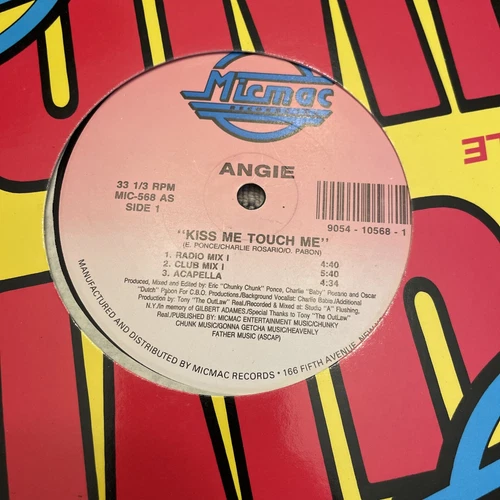 Micmac
RECORDS INC.
ANGIE
33 1/3 RPM
MIC-568 AS
SIDE 1
9054 - 10568 - 1
"KISS ME TOUCH ME"
(E. PONCE/CHARLIE ROSARIO/O. PABON)
1. RADIO MIX I 4:40
2. CLUB MIX I 5:40
3. ACAPELLA 4:34
Produced, Mixed and Edited by: Eric "Chunky Chunk" Ponce, Charlie "Baby" Rosario and Oscar
"Dutch" Pabon For C.B.O. Productions/Background Vocalist: Charlie Babie/Additional
Production by: Tony "The OutLaw" Real/Recorded & Mixed at: Studio "A" Flushing,
N.Y./In memory of GILBERT ADAMES./Special Thanks to Tony "The OutLaw"
Real./PUBLISHED BY: MICMAC ENTERTAINMENT MUSIC/CHUNKY
CHUNK MUSIC/GONNA GETCHA MUSIC/HEAVENLY
FATHER MUSIC (ASCAP)
MANUFACTURED AND DISTRIBUTED BY MICMAC RECORDS • 166 FIFTH AVENUE